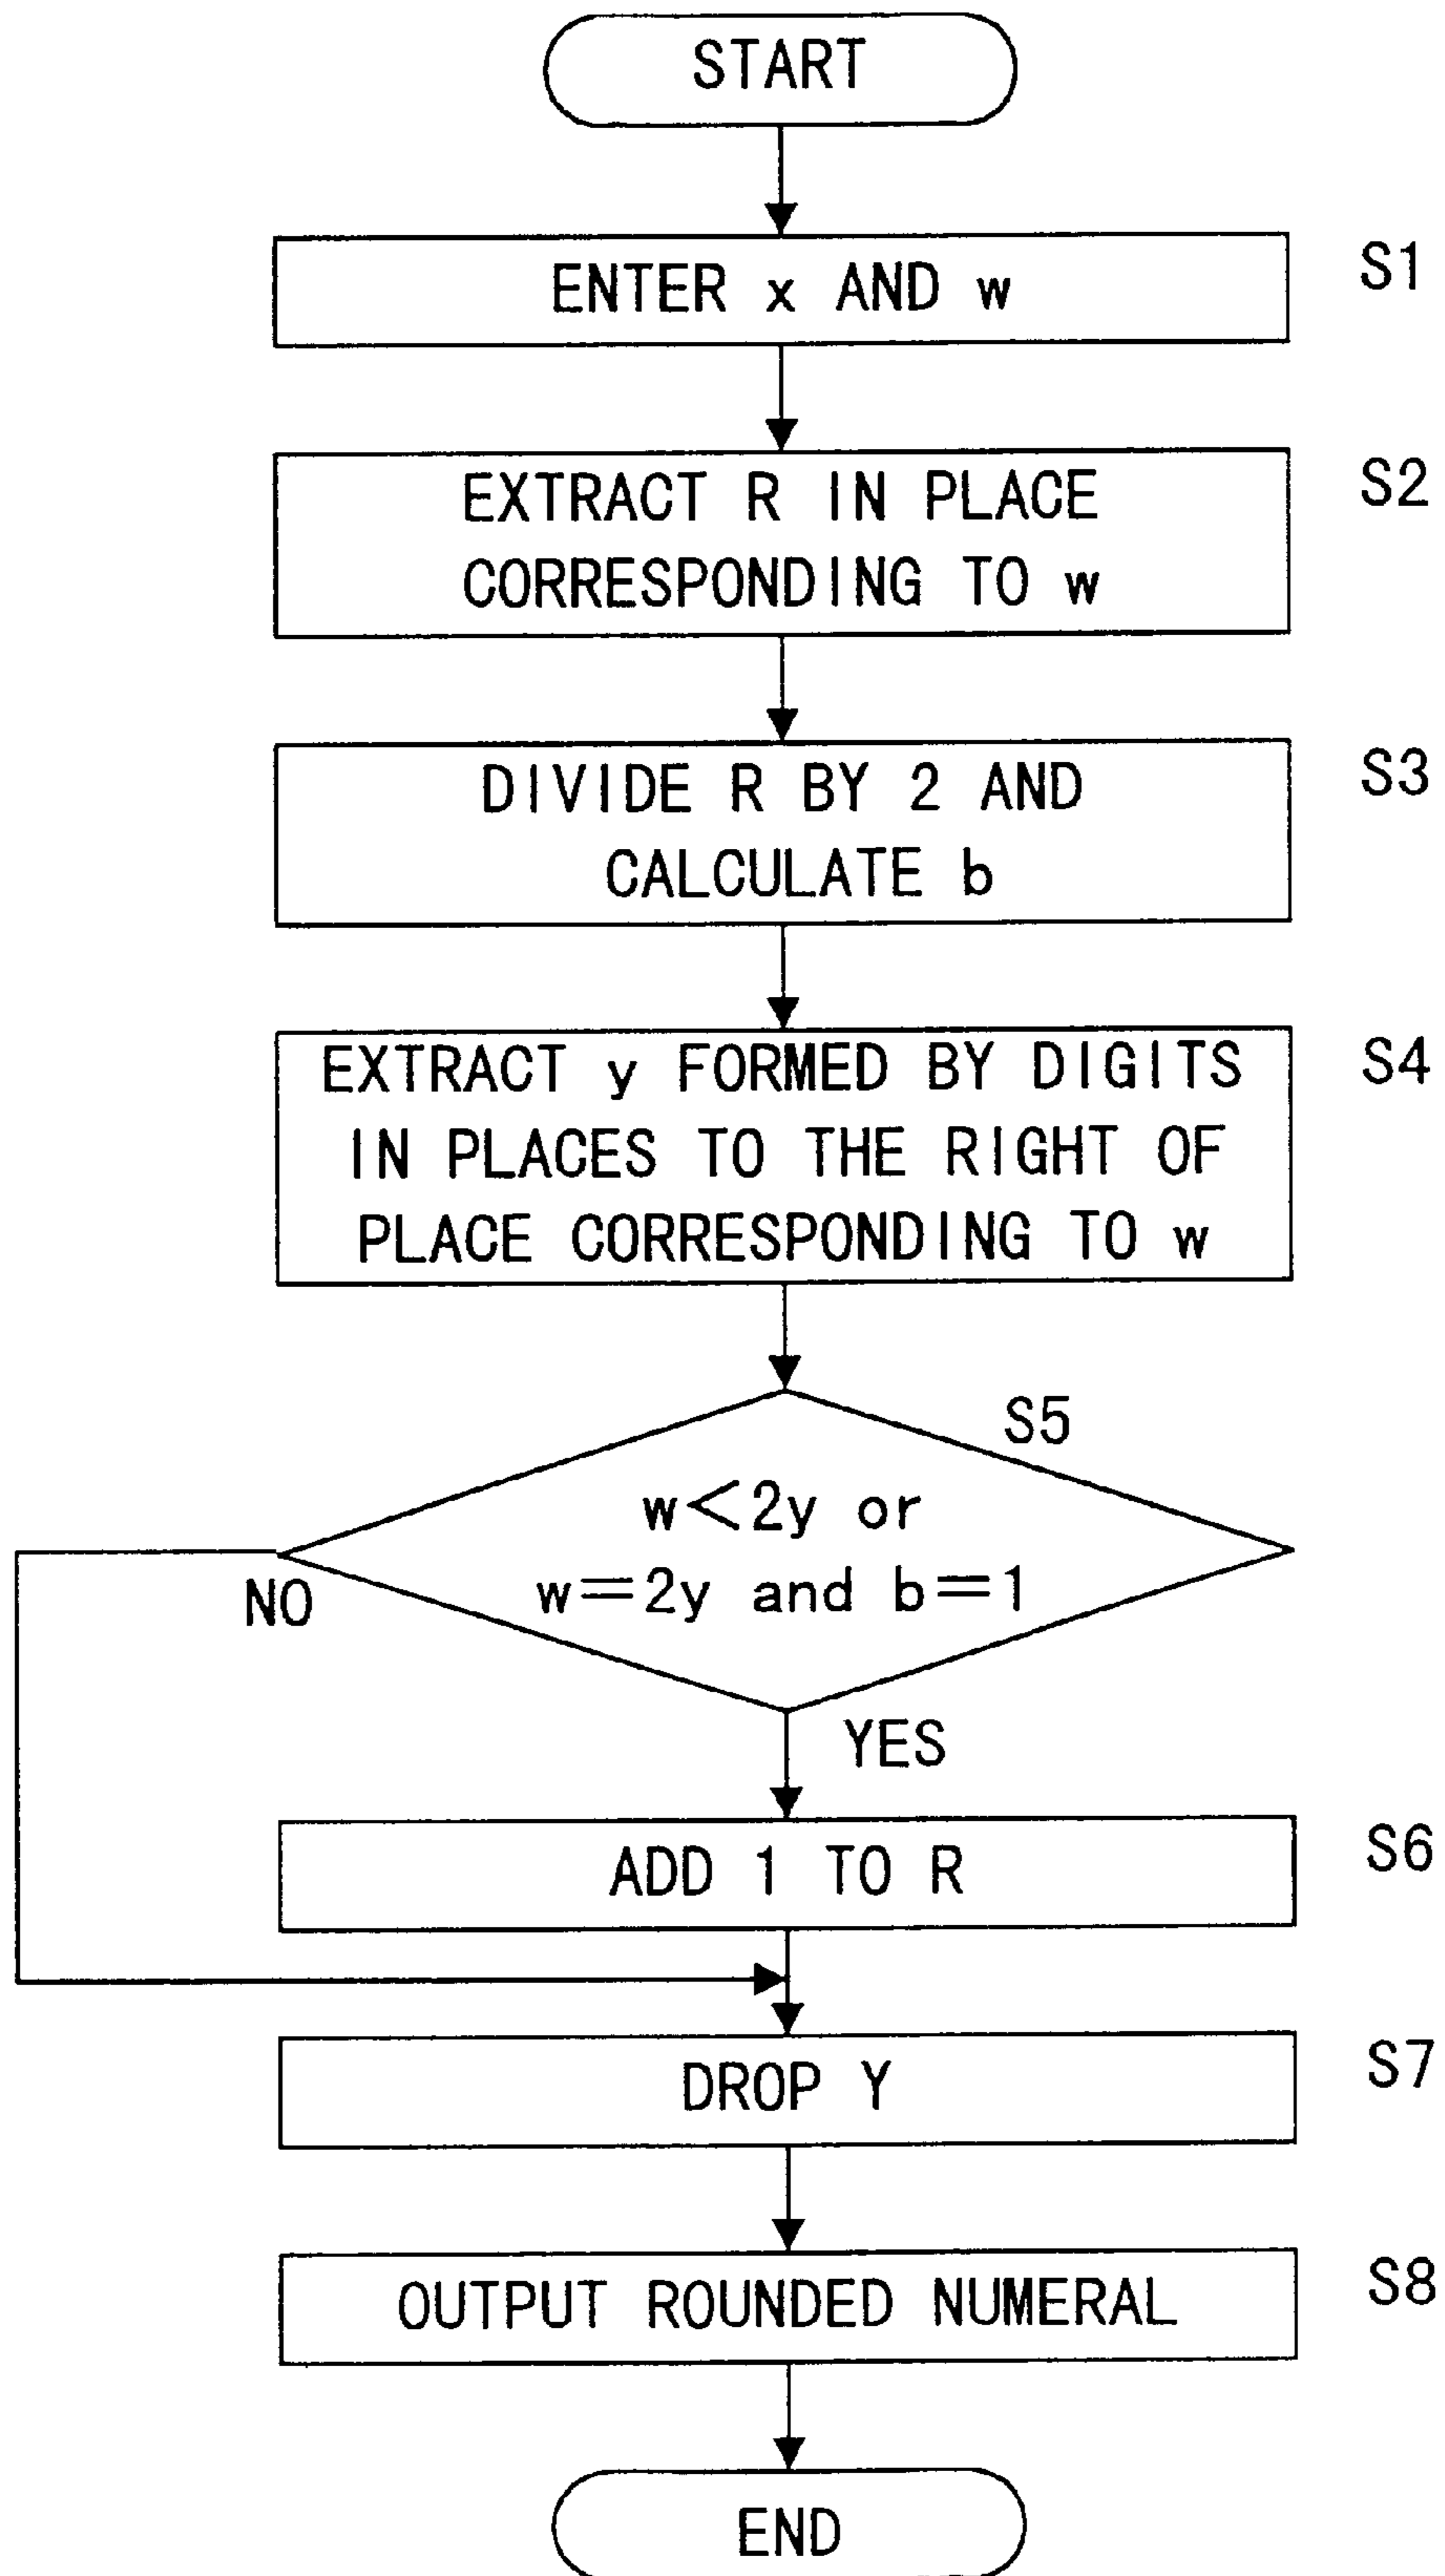 START
ENTER x AND w
S1
EXTRACT R IN PLACE
CORRESPONDING TO w
S2
DIVIDE R BY 2 AND
CALCULATE b
S3
EXTRACT y FORMED BY DIGITS
IN PLACES TO THE RIGHT OF
PLACE CORRESPONDING TO w
S4
S5
w<2y or
w=2y and b=1
NO
YES
ADD 1 TO R
S6
DROP Y
S7
OUTPUT ROUNDED NUMERAL
S8
END